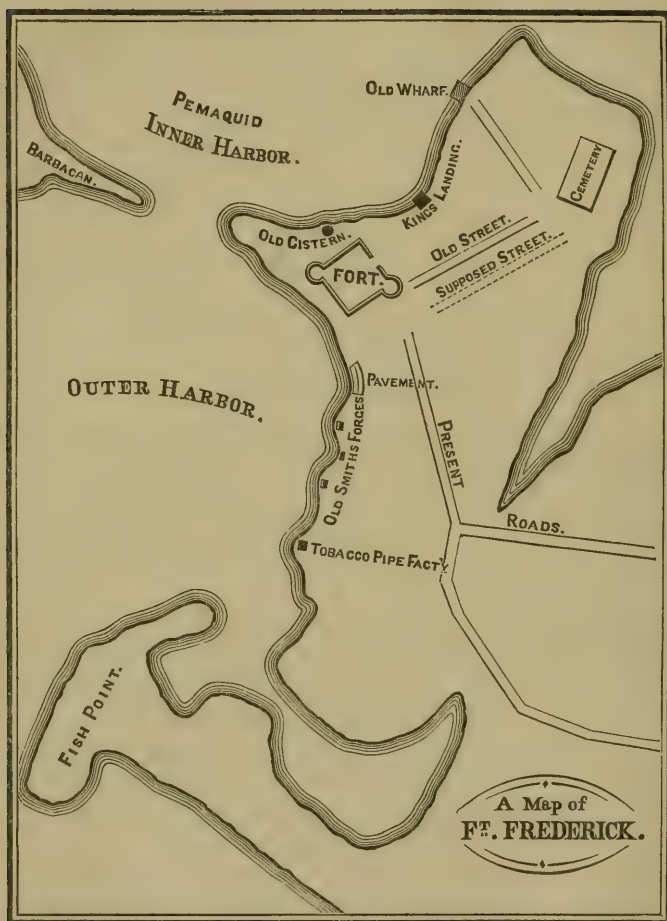 PEMAQUID
INNER HARBOR.
BARBACAN.
OLD WHARF.
KINGS LANDING.
CEMETERY
OLD CISTERN.
FORT.
OLD STREET.
SUPPOSED STREET.
OUTER HARBOR.
PAVEMENT.
OLD SMITHS FORGES
PRESENT
ROADS.
TOBACCO PIPE FACT'Y
FISH POINT.
A Map of
FT. FREDERICK.